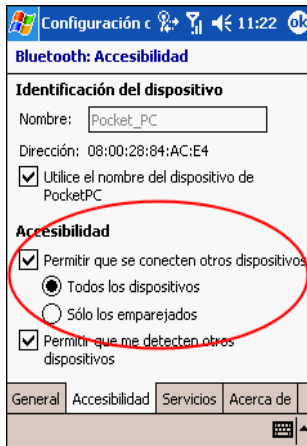 Configuración c 11:22 ok
Bluetooth: Accesibilidad
Identificación del dispositivo
Nombre: Pocket_PC
Dirección: 08:00:28:84:AC:E4
Utilice el nombre del dispositivo de
PocketPC
Accesibilidad
Permitir que se conecten otros dispositivos
Todos los dispositivos
Sólo los emparejados
Permitir que me detecten otros
dispositivos
General Accesibilidad Servicios Acerca de